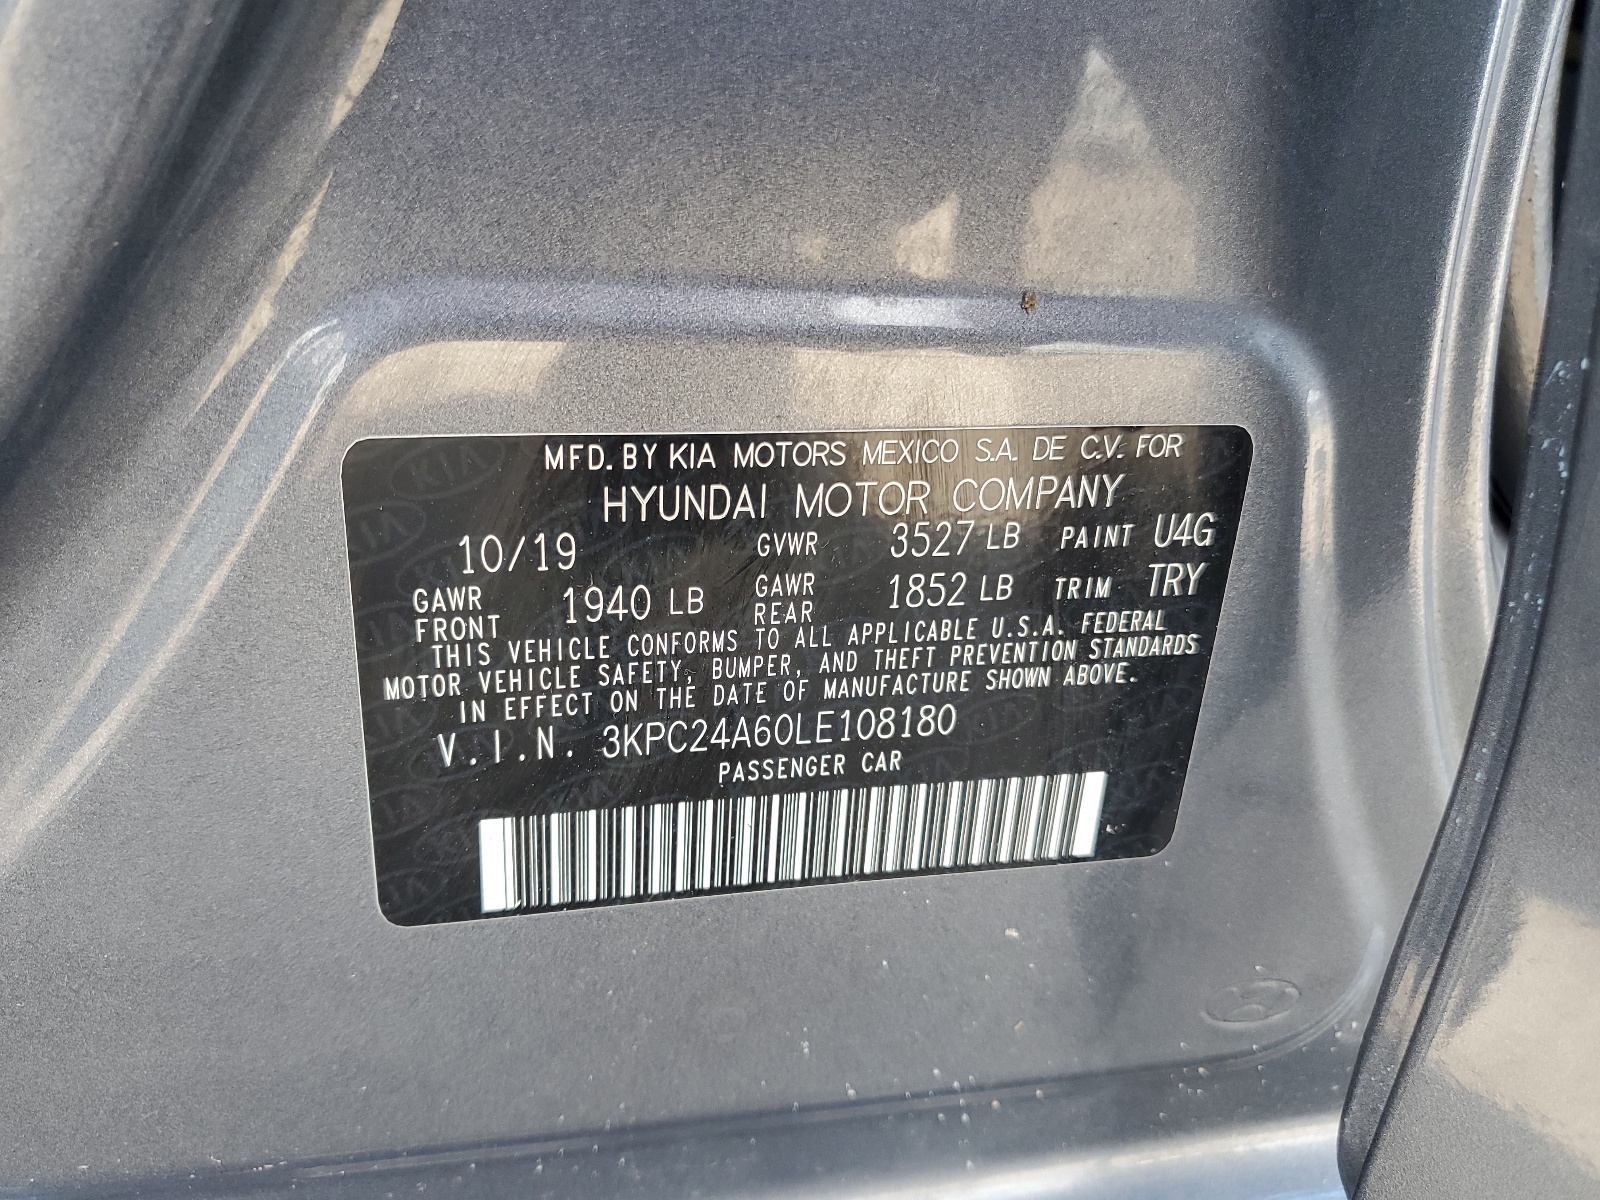 MFD. BY KIA MOTORS MEXICO S.A. DE C.V. FOR
HYUNDAI MOTOR COMPANY
10/19 GVWR 3527 LB PAINT U4G
GAWR FRONT 1940 LB GAWR REAR 1852 LB TRIM TRY
THIS VEHICLE CONFORMS TO ALL APPLICABLE U.S.A. FEDERAL
MOTOR VEHICLE SAFETY, BUMPER, AND THEFT PREVENTION STANDARDS
IN EFFECT ON THE DATE OF MANUFACTURE SHOWN ABOVE.
V.I.N. 3KPC24A60LE108180
PASSENGER CAR